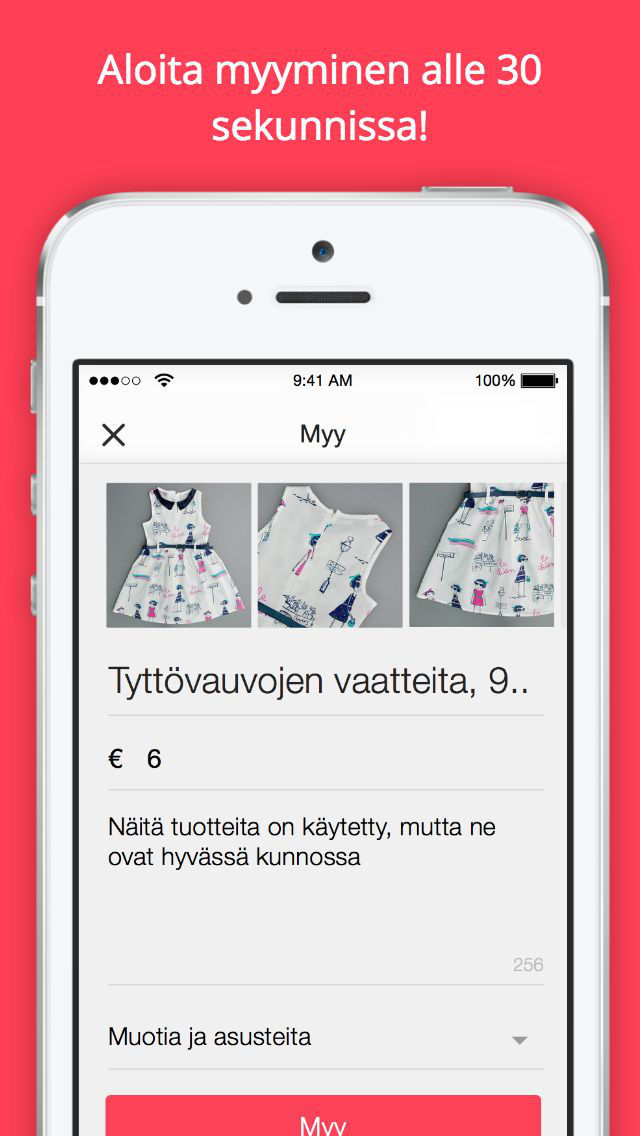 Aloita myyminen alle 30
sekunnissa!
9:41 AM
100%
Myy
Tyttövauvojen vaatteita, 9..
€ 6
Näitä tuotteita on käytetty, mutta ne
ovat hyvässä kunnossa
256
Muotia ja asusteita
Myy